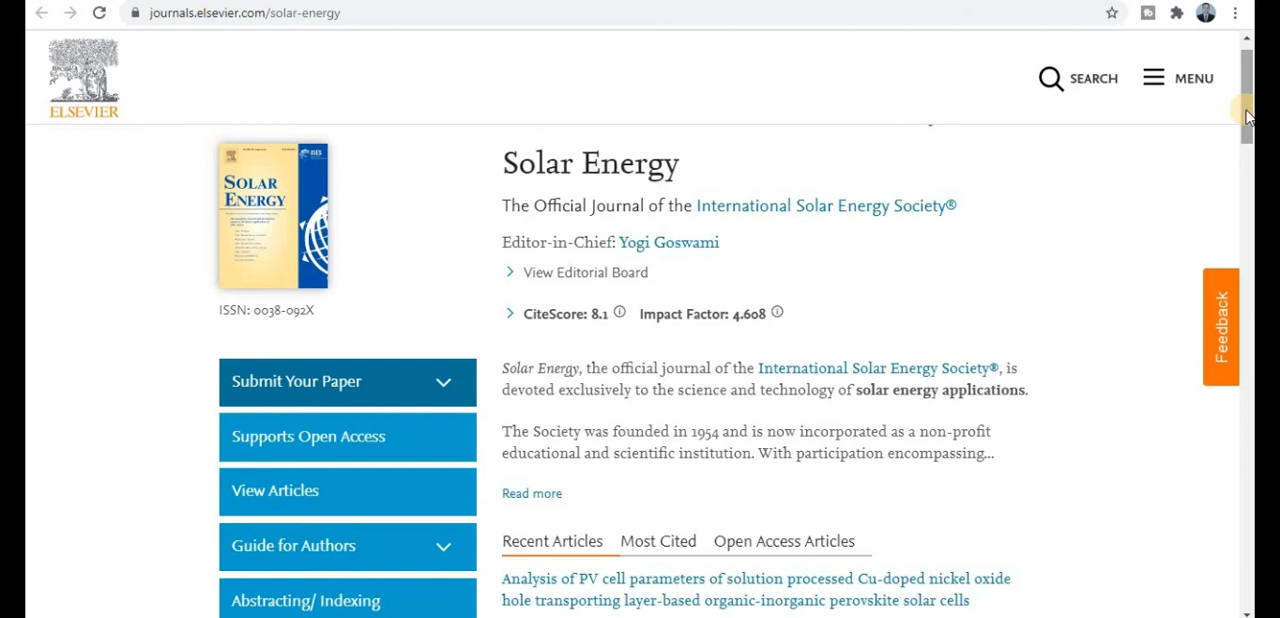 journals.elsevier.com/solar-energy
ELSEVIER
SEARCH
MENU
SOLAR
ENERGY
ISSN: 0038-092X
Solar Energy
The Official Journal of the International Solar Energy Society®
Editor-in-Chief: Yogi Goswami
View Editorial Board
CiteScore: 8.1 Impact Factor: 4.608
Submit Your Paper
Supports Open Access
View Articles
Guide for Authors
Abstracting/ Indexing
Solar Energy, the official journal of the International Solar Energy Society®, is
devoted exclusively to the science and technology of solar energy applications.
The Society was founded in 1954 and is now incorporated as a non-profit
educational and scientific institution. With participation encompassing...
Read more
Recent Articles Most Cited Open Access Articles
Analysis of PV cell parameters of solution processed Cu-doped nickel oxide
hole transporting layer-based organic-inorganic perovskite solar cells
Feedback